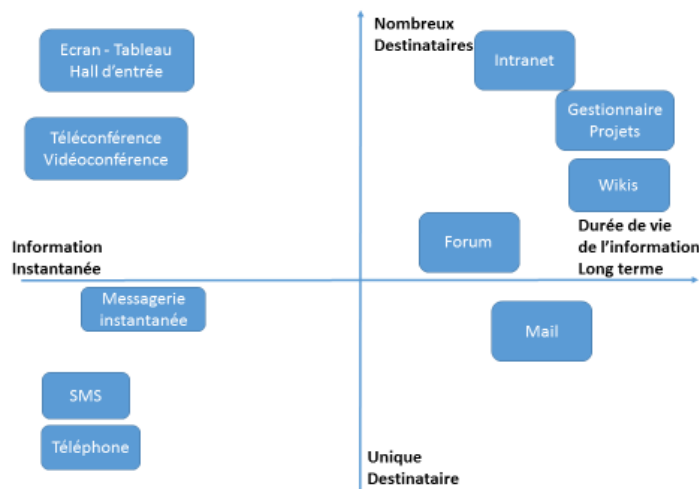 Ecran - Tableau
Hall d'entrée
Nombreux
Destinataires
Intranet
Téléconférence
Vidéoconférence
Gestionnaire
Projets
Wikis
Forum
Information
Instantanée
Durée de vie
de l'information
Long terme
Messagerie
instantanée
Mail
SMS
Téléphone
Unique
Destinataire